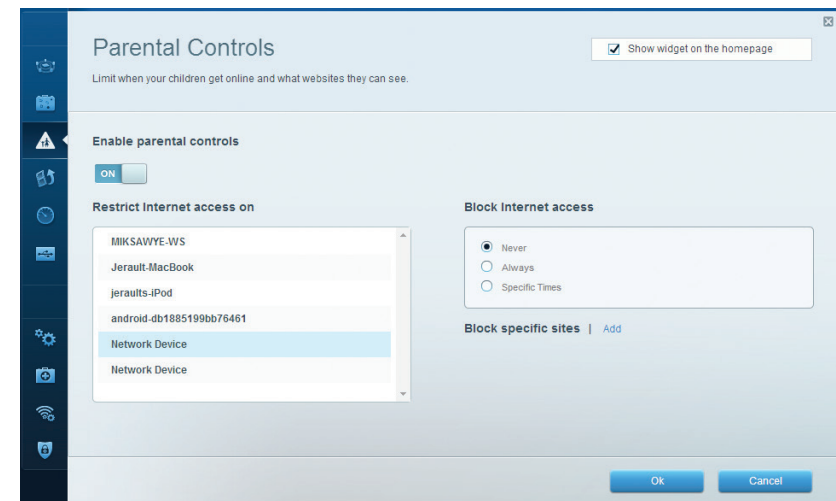 Parental Controls
Show widget on the homepage
Limit when your children get online and what websites they can see.
Enable parental controls
ON
Restrict Internet access on
MIKSAWYE-WS
Jerault-MacBook
jeraults-iPod
android-db1885199bb76461
Network Device
Network Device
Block Internet access
Never
Always
Specific Times
Block specific sites | Add
Ok
Cancel